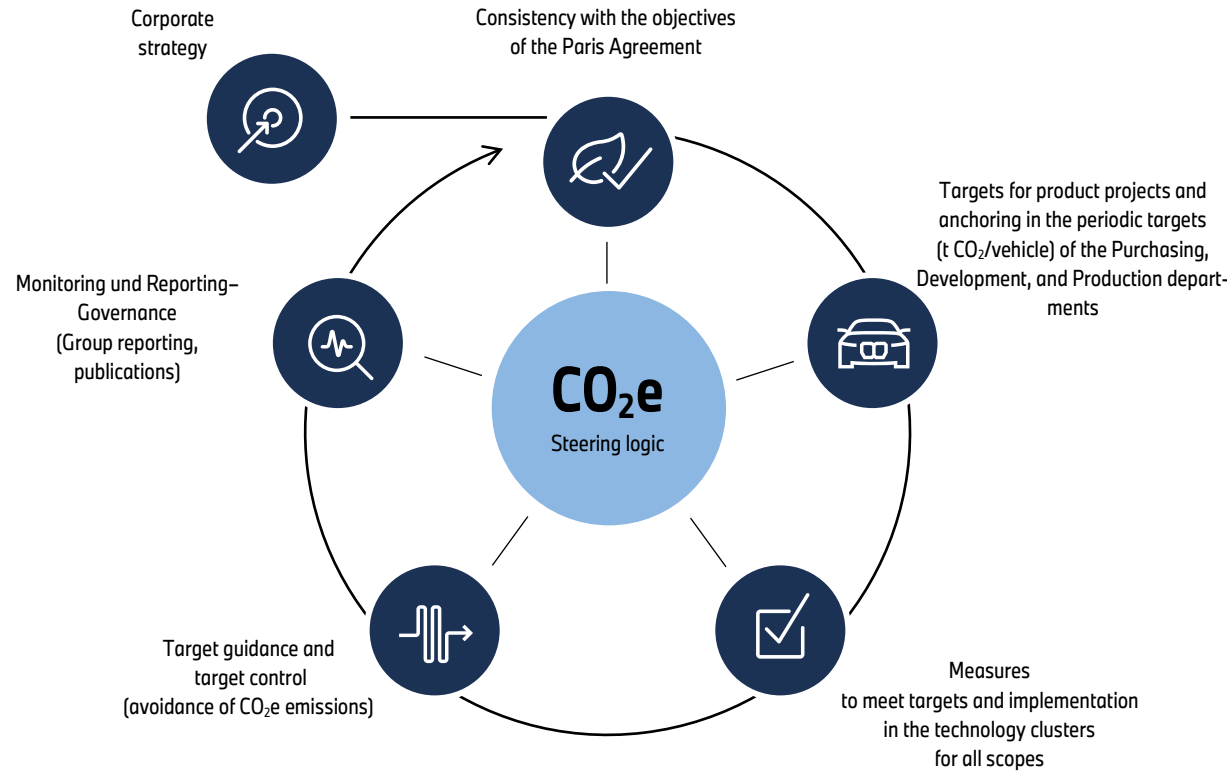 Corporate
strategy
Consistency with the objectives
of the Paris Agreement
Targets for product projects and
anchoring in the periodic targets
(t CO₂/vehicle) of the Purchasing,
Development, and Production depart-
ments
Measures
to meet targets and implementation
in the technology clusters
for all scopes
Target guidance and
target control
(avoidance of CO₂e emissions)
Monitoring und Reporting–
Governance
(Group reporting,
publications)
CO₂e
Steering logic